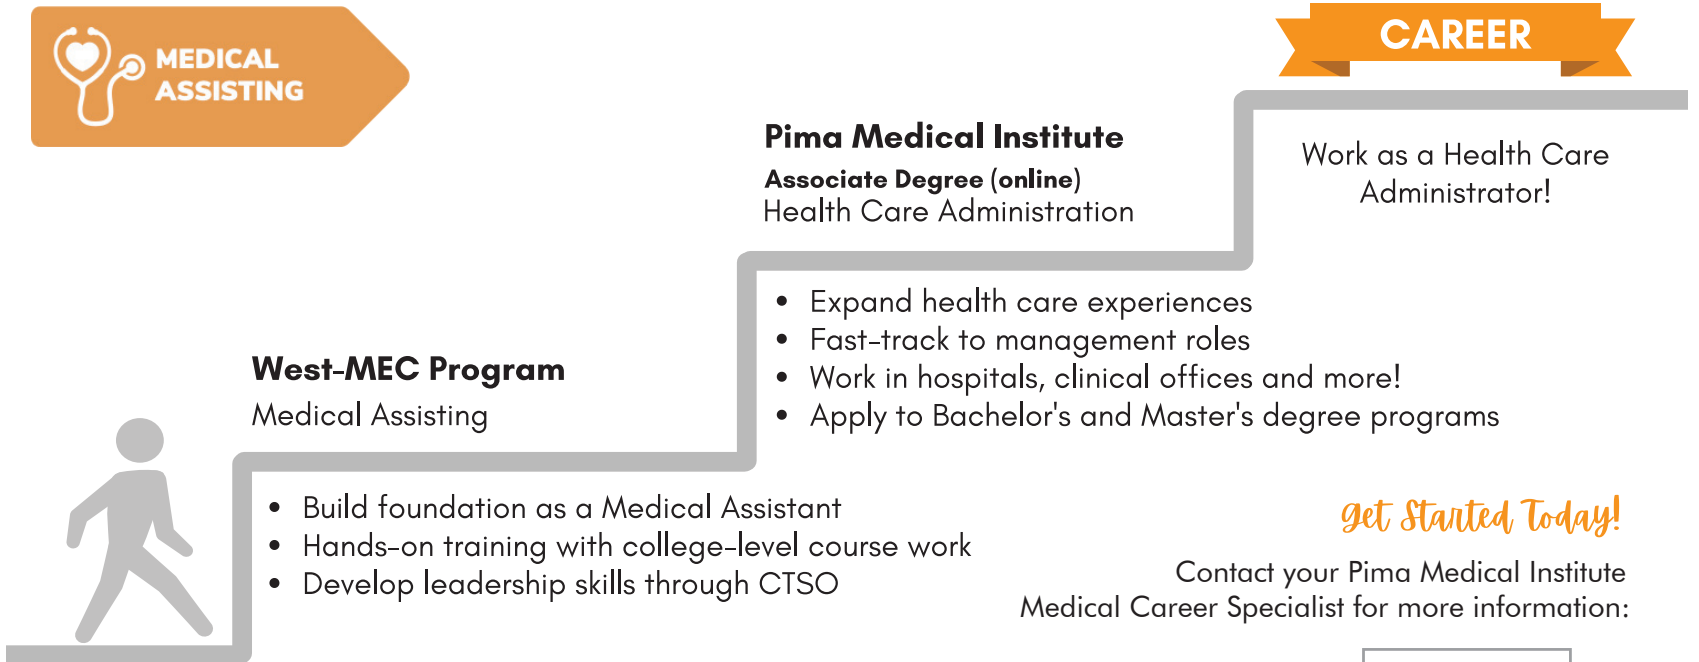 MEDICAL
ASSISTING
CAREER
Work as a Health Care
Administrator!
Pima Medical Institute
Associate Degree (online)
Health Care Administration
• Expand health care experiences
• Fast-track to management roles
• Work in hospitals, clinical offices and more!
• Apply to Bachelor's and Master's degree programs
West-MEC Program
Medical Assisting
• Build foundation as a Medical Assistant
• Hands-on training with college-level course work
• Develop leadership skills through CTSO
Get Started Today!
Contact your Pima Medical Institute
Medical Career Specialist for more information: